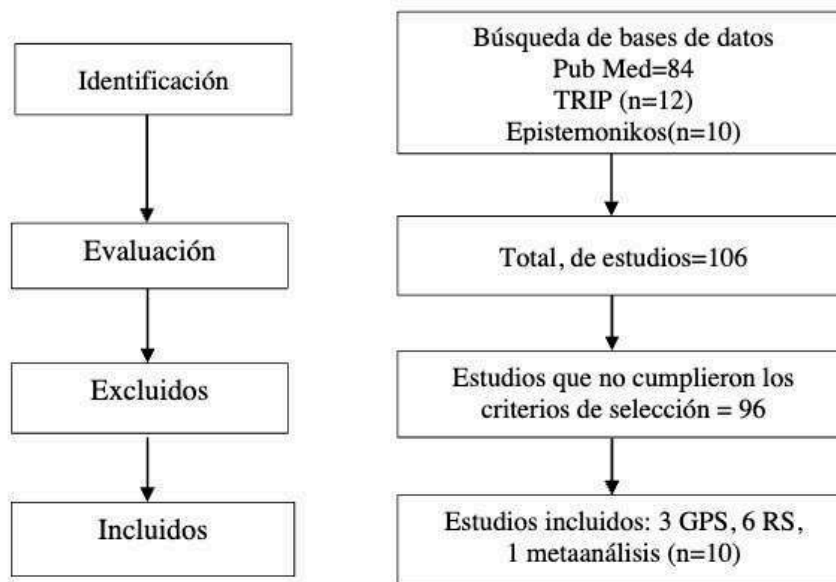 Identificación
Búsqueda de bases de datos
Pub Med=84
TRIP (n=12)
Epistemonikos(n=10)
Evaluación
Total, de estudios=106
Excluidos
Estudios que no cumplieron los
criterios de selección = 96
Incluidos
Estudios incluidos: 3 GPS, 6 RS,
1 metaanálisis (n=10)